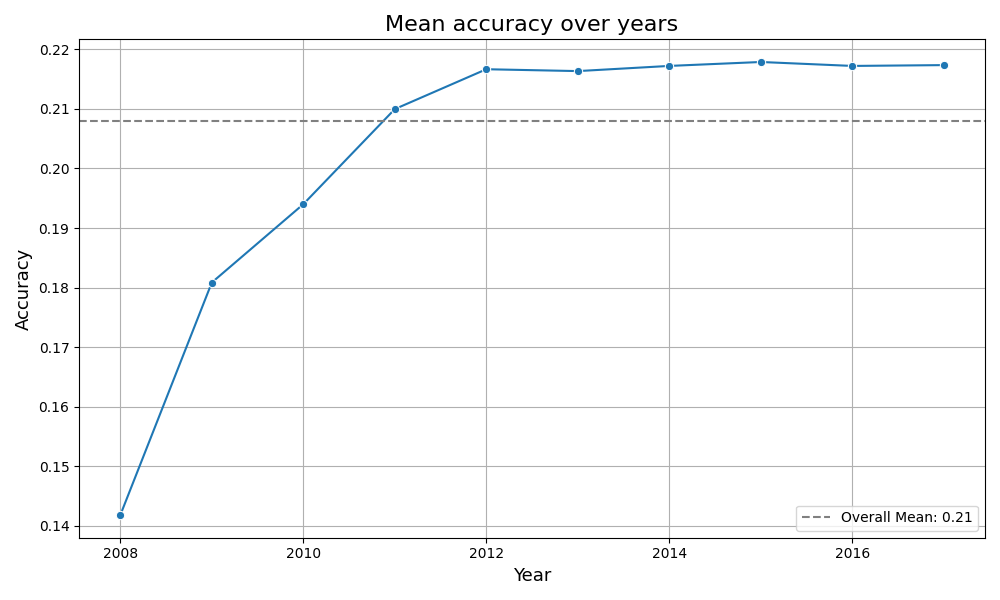 Mean accuracy over years
Accuracy
0.22
0.21
0.20
0.19
0.18
0.17
0.16
0.15
0.14
Overall Mean: 0.21
2008 2010 2012 2014 2016
Year